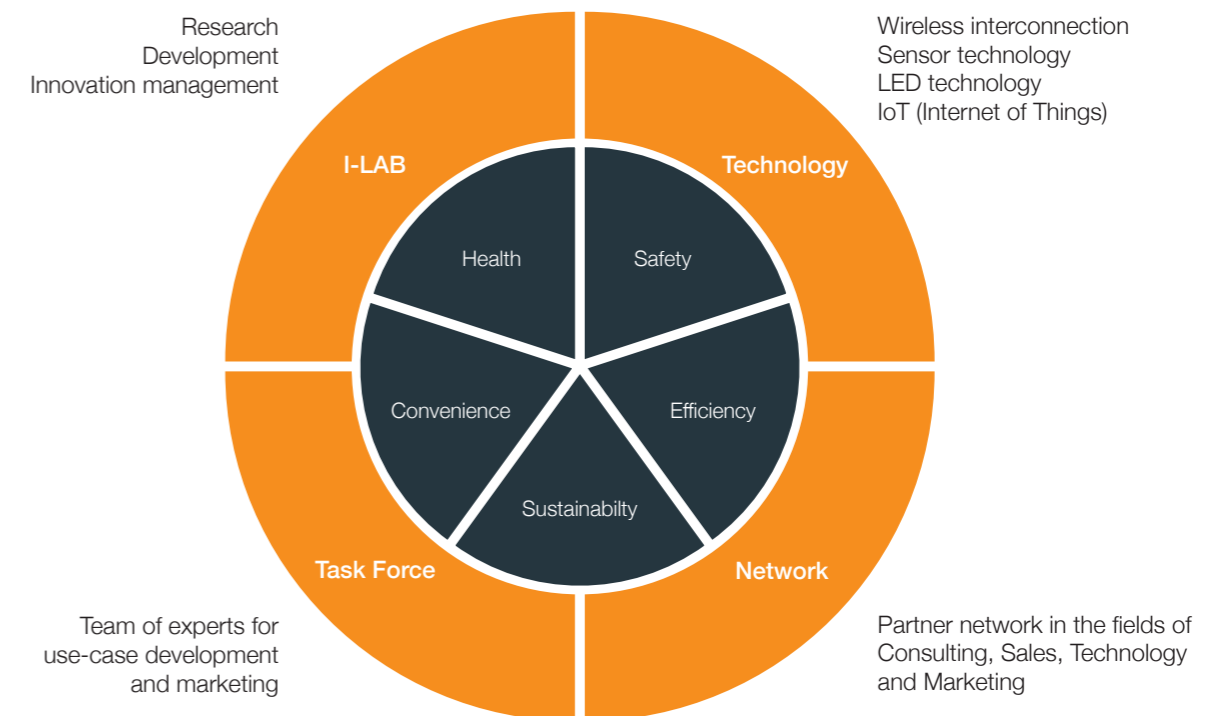 Research
Development
Innovation management
Wireless interconnection
Sensor technology
LED technology
IoT (Internet of Things)
I-LAB
Technology
Health
Safety
Convenience
Efficiency
Sustainabilty
Task Force
Network
Team of experts for
use-case development
and marketing
Partner network in the fields of
Consulting, Sales, Technology
and Marketing